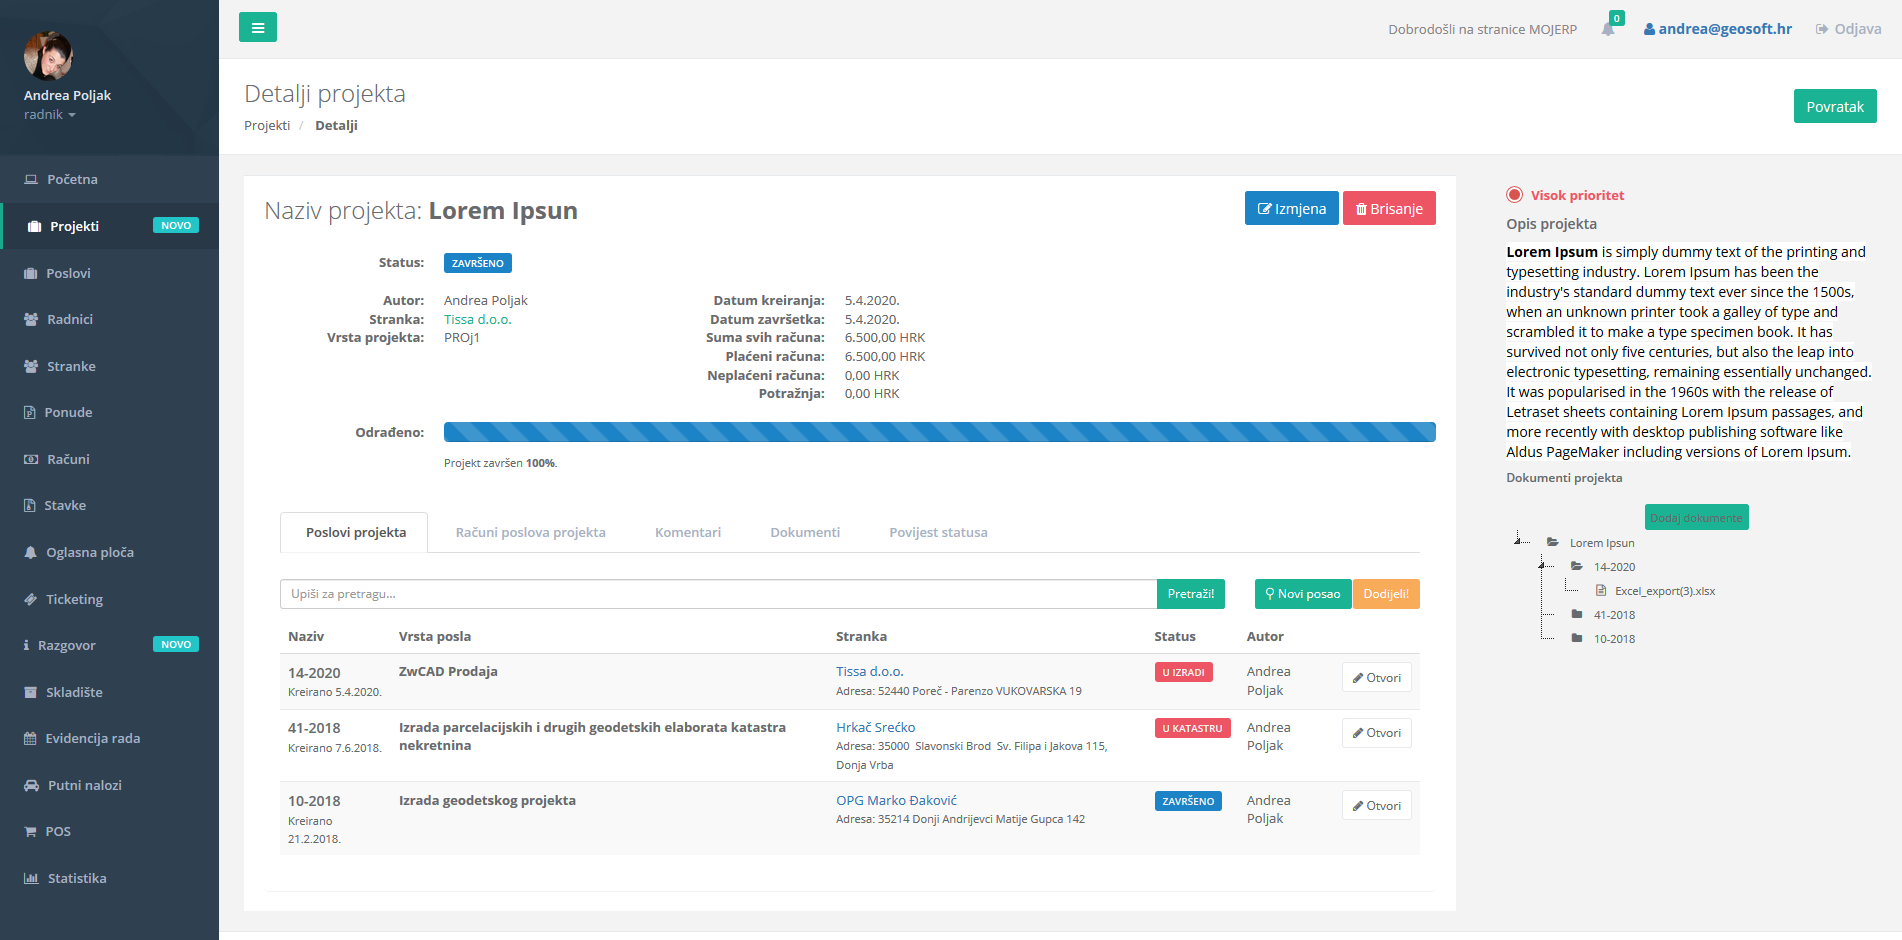 Andrea Poljak
radnik
Početna
Projekti NOVO
Poslovi
Radnici
Stranke
Ponude
Računi
Stavke
Oglasna ploča
Ticketing
Razgovor NOVO
Skladište
Evidencija rada
Putni nalozi
POS
Statistika
Dobrodošli na stranice MOJERP 0 andrea@geosoft.hr Odjava
Detalji projekta
Projekti / Detalji
Povratak
Naziv projekta: Lorem Ipsun
Izmjena Brisanje
Status: ZAVRŠENO
Autor: Andrea Poljak
Stranka: Tissa d.o.o.
Vrsta projekta: PROj1
Datum kreiranja: 5.4.2020.
Datum završetka: 5.4.2020.
Suma svih računa: 6.500,00 HRK
Plaćeni računa: 6.500,00 HRK
Neplaćeni računa: 0,00 HRK
Potražnja: 0,00 HRK
Odrađeno:
Projekt završen 100%.
Poslovi projekta Računi poslova projekta Komentari Dokumenti Povijest statusa
Upiši za pretragu... Pretraži! Novi posao Dodijeli!
Naziv Vrsta posla Stranka Status Autor
14-2020 ZwCAD Prodaja Tissa d.o.o. U IZRADI Andrea Poljak Otvori
Kreirano 5.4.2020. Adresa: 52440 Poreč - Parenzo VUKOVARSKA 19
41-2018 Izrada parcelacijskih i drugih geodetskih elaborata katastra nekretnina Hrkač Srećko U KATASTRU Andrea Poljak Otvori
Kreirano 7.6.2018. Adresa: 35000 Slavonski Brod Sv. Filipa i Jakova 115,
Donja Vrba
10-2018 Izrada geodetskog projekta OPG Marko Đaković ZAVRŠENO Andrea Poljak Otvori
Kreirano Adresa: 35214 Donji Andrijevci Matije Gupca 142
21.2.2018.
Visok prioritet
Opis projekta
Lorem Ipsum is simply dummy text of the printing and
typesetting industry. Lorem Ipsum has been the
industry's standard dummy text ever since the 1500s,
when an unknown printer took a galley of type and
scrambled it to make a type specimen book. It has
survived not only five centuries, but also the leap into
electronic typesetting, remaining essentially unchanged.
It was popularised in the 1960s with the release of
Letraset sheets containing Lorem Ipsum passages, and
more recently with desktop publishing software like
Aldus PageMaker including versions of Lorem Ipsum.
Dokumenti projekta
Dodaj dokumente
Lorem Ipsun
14-2020
Excel_export(3).xlsx
41-2018
10-2018